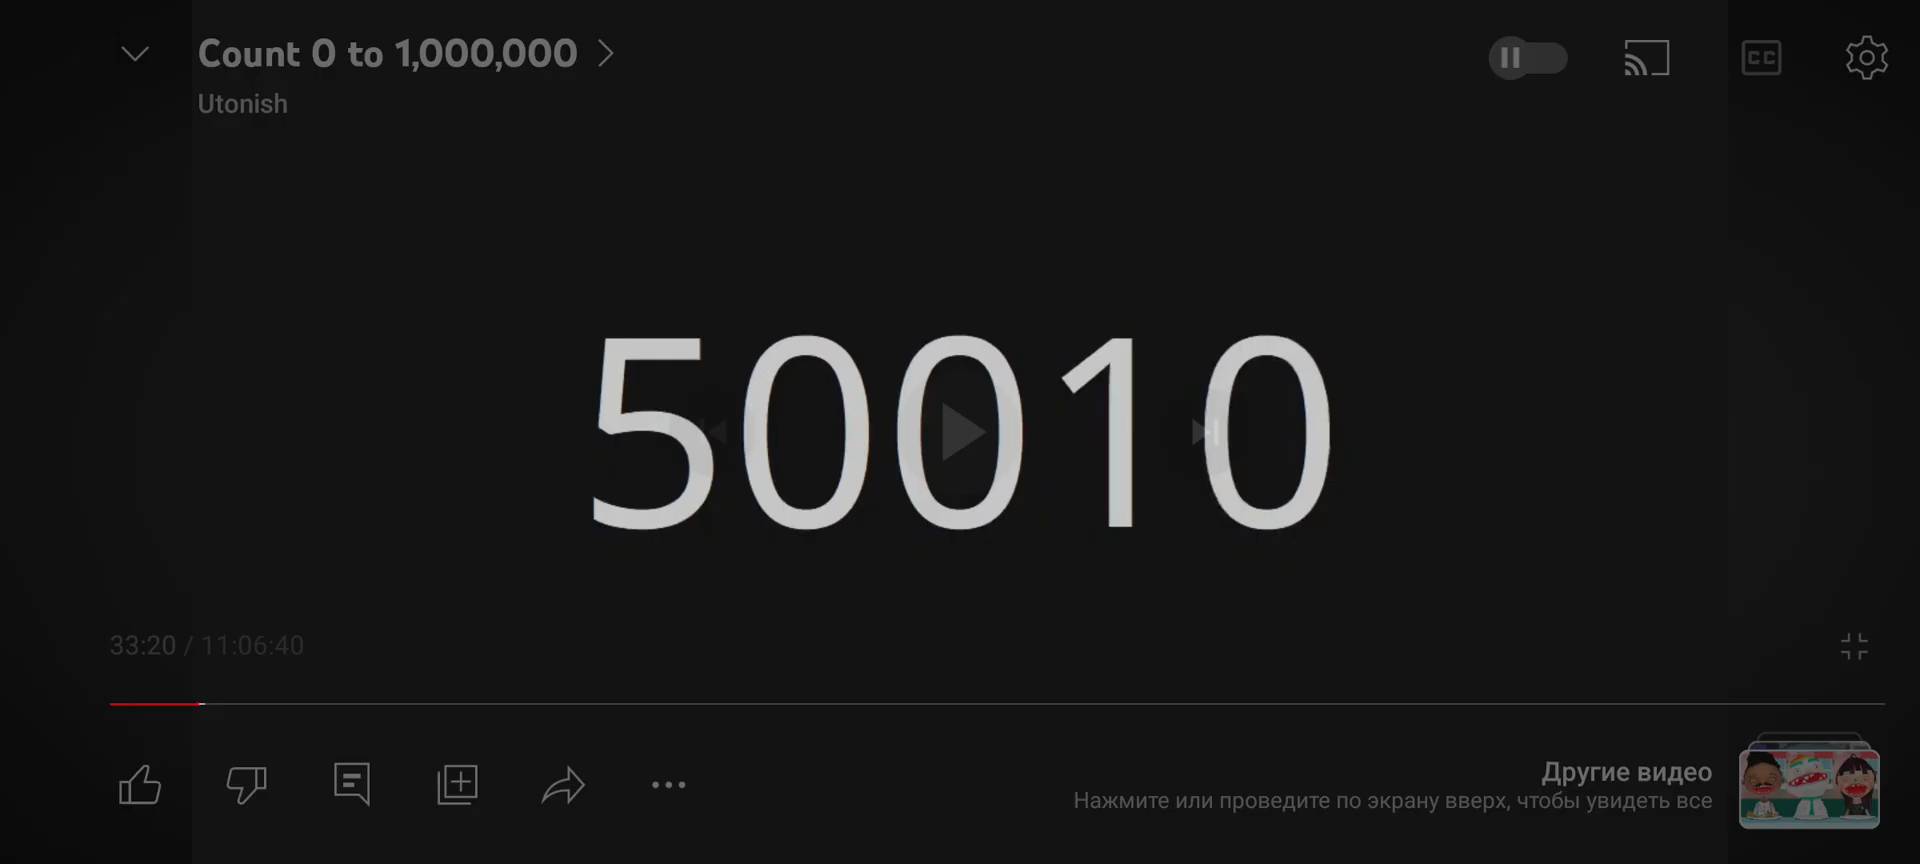 Count 0 to 1,000,000
Utonish
CC
50010
33:20 / 11:06:40
Другие видео
Нажмите или проведите по экрану вверх, чтобы увидеть все